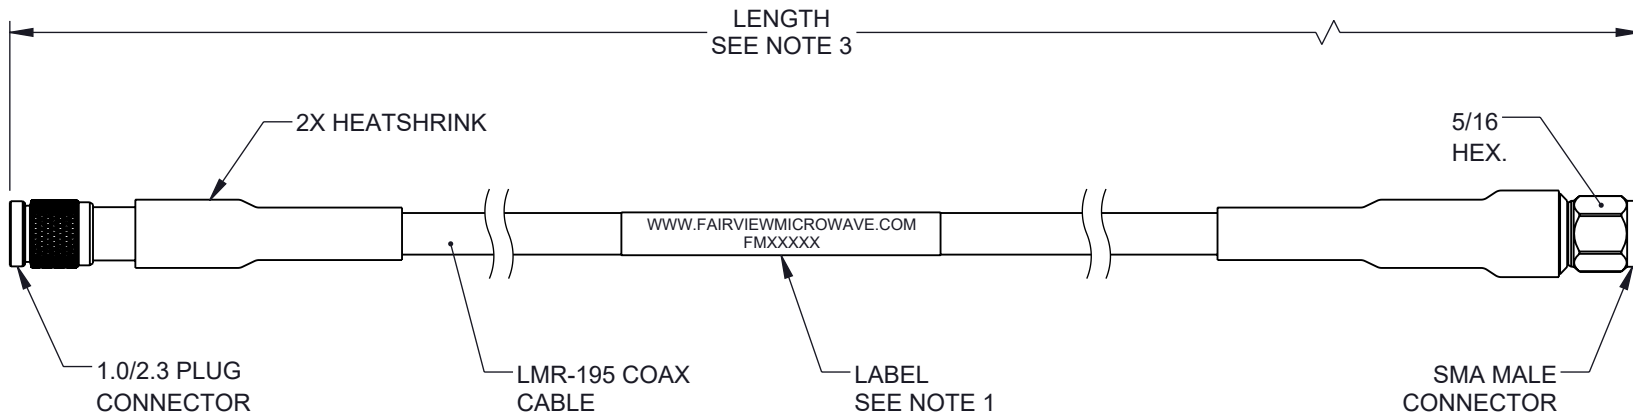 LENGTH
SEE NOTE 3
2X HEATSHRINK
5/16
HEX.
WWW.FAIRVIEWMICROWAVE.COM
FMXXXXX
1.0/2.3 PLUG
CONNECTOR
LMR-195 COAX
CABLE
LABEL
SEE NOTE 1
SMA MALE
CONNECTOR